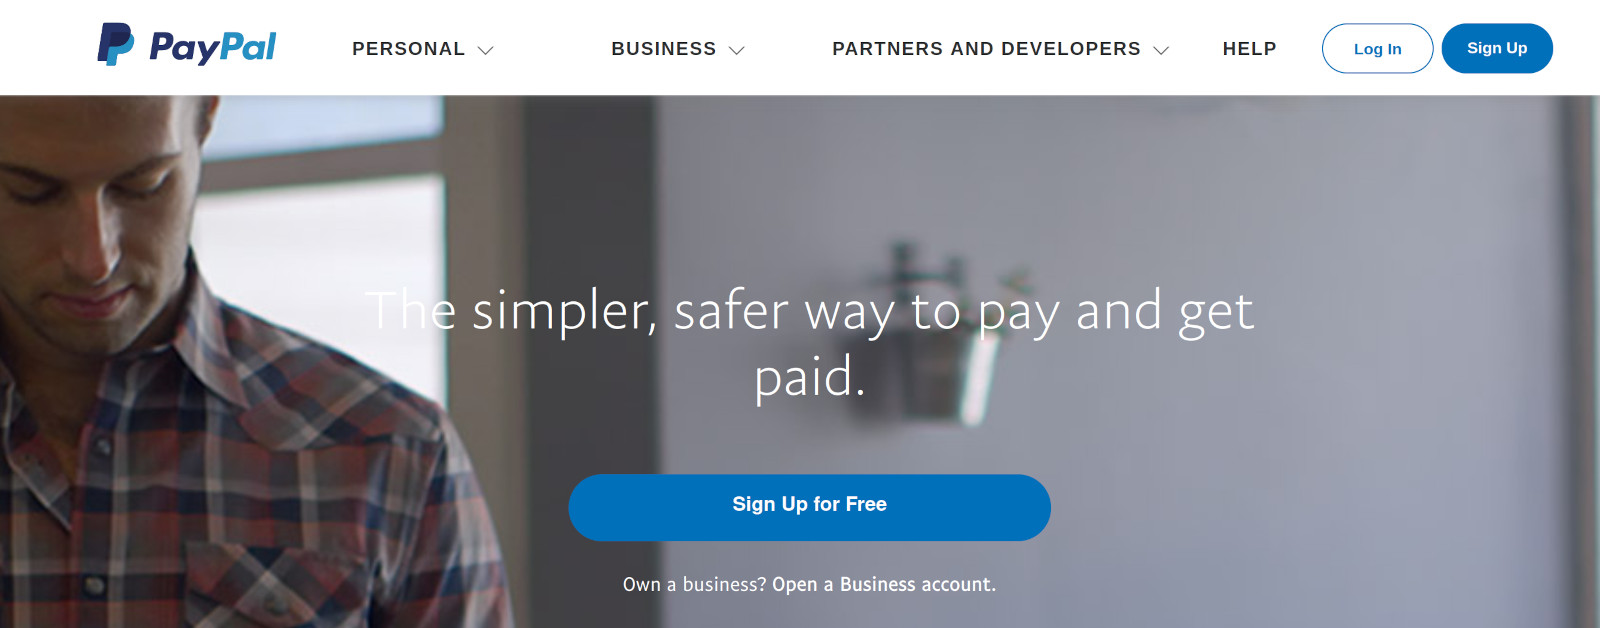 PayPal
PERSONAL
BUSINESS
PARTNERS AND DEVELOPERS
HELP
Log In
Sign Up
The simpler, safer way to pay and get
paid.
Sign Up for Free
Own a business? Open a Business account.